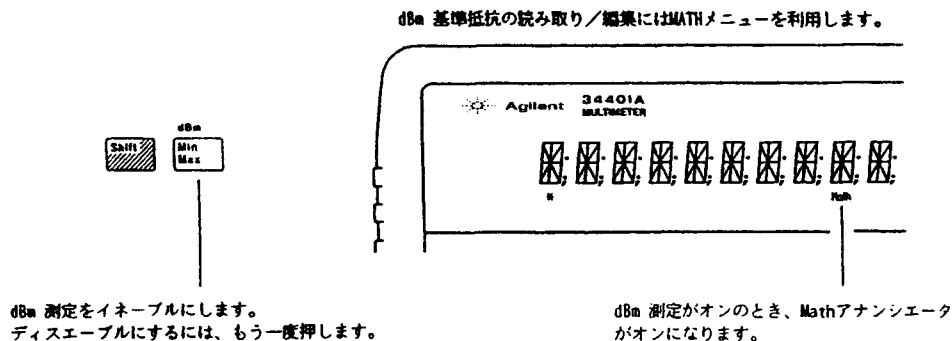 dBm 基準抵抗の読み取り／編集にはMATHメニューを利用します。
Agilent 34401A
MULTIMETER
dBm
Shift
Min
Max
*
Math
dBm 測定をイネーブルにします。
ディスエーブルにするには、もう一度押します。
dBm 測定がオンのとき、Mathアナンシエータ
がオンになります。